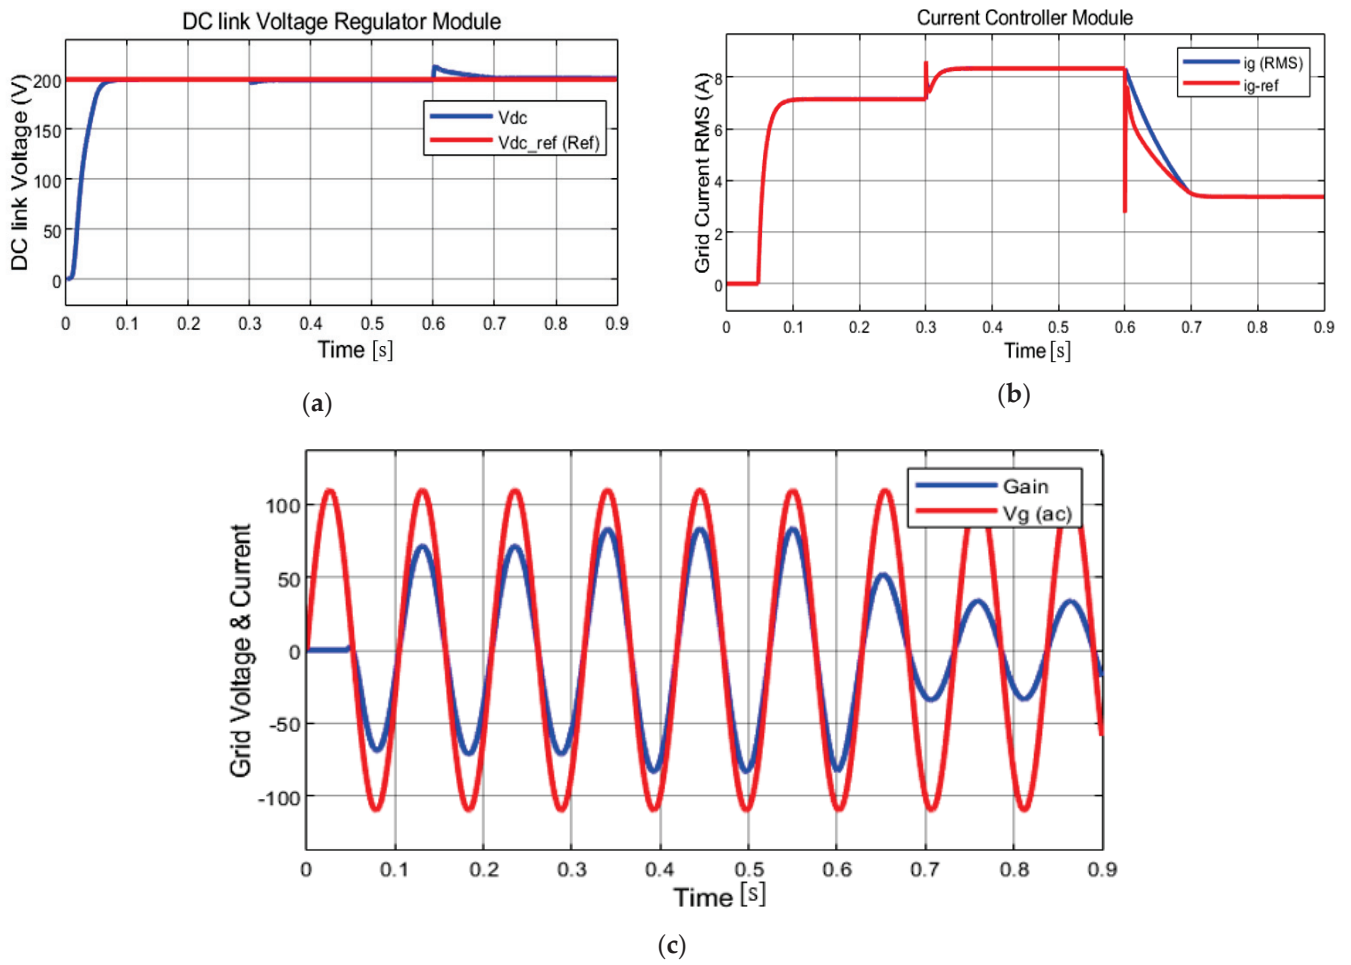 DC link Voltage Regulator Module
DC link Voltage (V)
200
150
100
50
0
Vdc
Vdc_ref (Ref)
0 0.1 0.2 0.3 0.4 0.5 0.6 0.7 0.8 0.9
Time [s]
(a)
Current Controller Module
Grid Current RMS (A)
8
6
4
2
0
ig (RMS)
ig-ref
0 0.1 0.2 0.3 0.4 0.5 0.6 0.7 0.8 0.9
Time [s]
(b)
Grid Voltage & Current
100
50
0
-50
-100
Gain
Vg (ac)
0 0.1 0.2 0.3 0.4 0.5 0.6 0.7 0.8 0.9
Time [s]
(c)